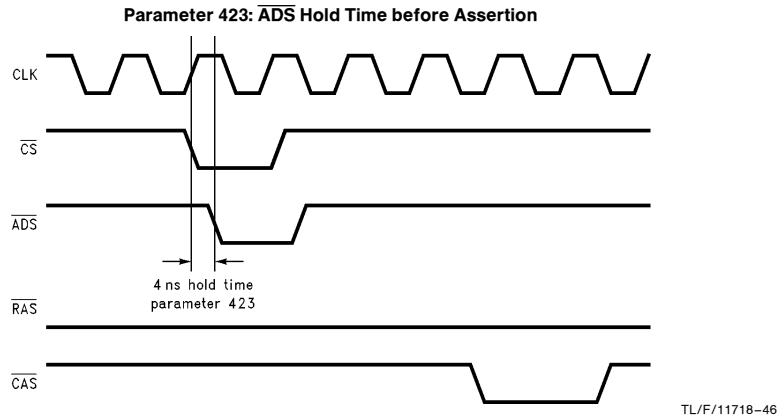 Parameter 423: ADS Hold Time before Assertion
CLK
CS
ADS
4 ns hold time
parameter 423
RAS
CAS
TL/F/11718–46